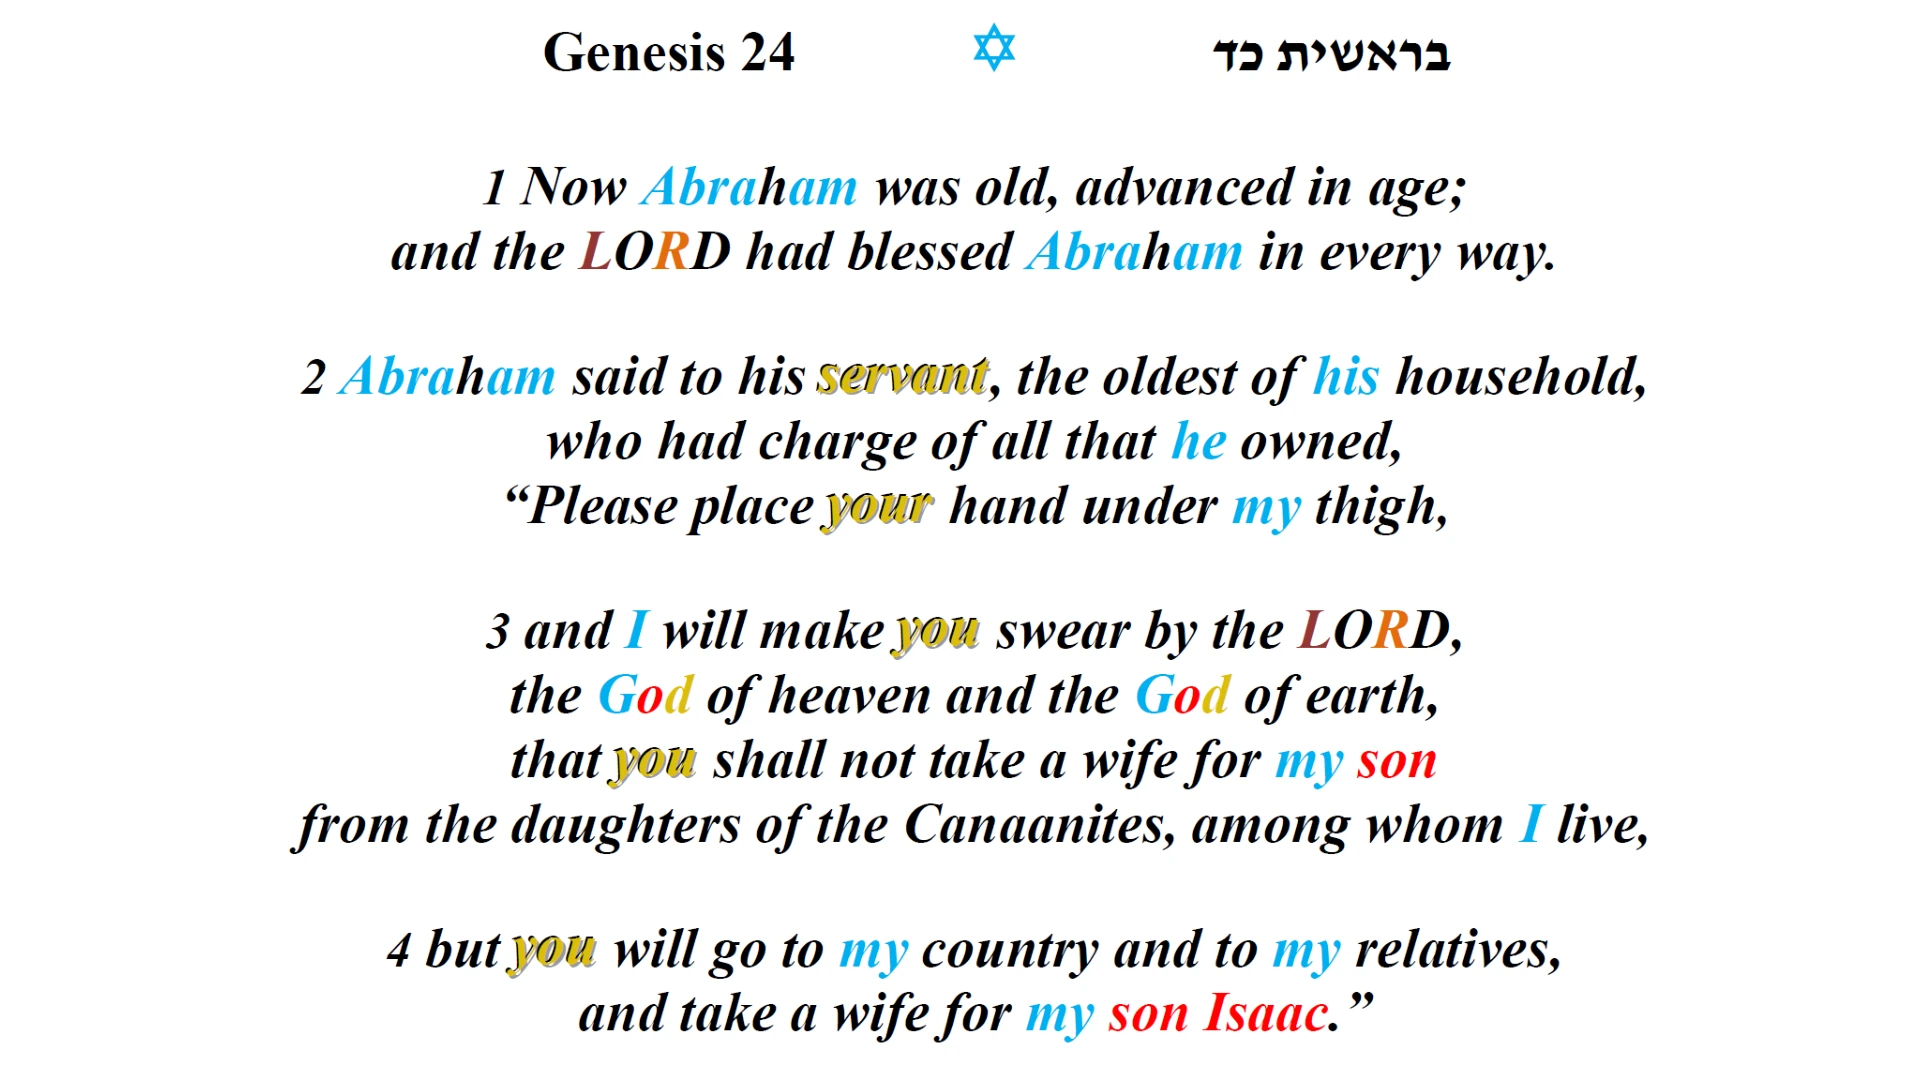 Genesis 24 ✡ בראשית כד
1 Now Abraham was old, advanced in age;
and the LORD had blessed Abraham in every way.
2 Abraham said to his servant, the oldest of his household,
who had charge of all that he owned,
“Please place your hand under my thigh,
3 and I will make you swear by the LORD,
the God of heaven and the God of earth,
that you shall not take a wife for my son
from the daughters of the Canaanites, among whom I live,
4 but you will go to my country and to my relatives,
and take a wife for my son Isaac.”